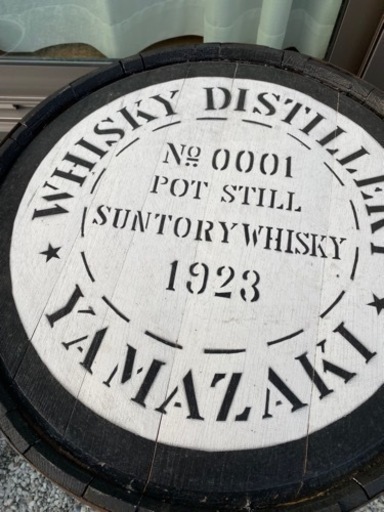 WHISKY DISTILLERY
No 0001
POT STILL
SUNTORY WHISKY
1923
YAMAZAKI